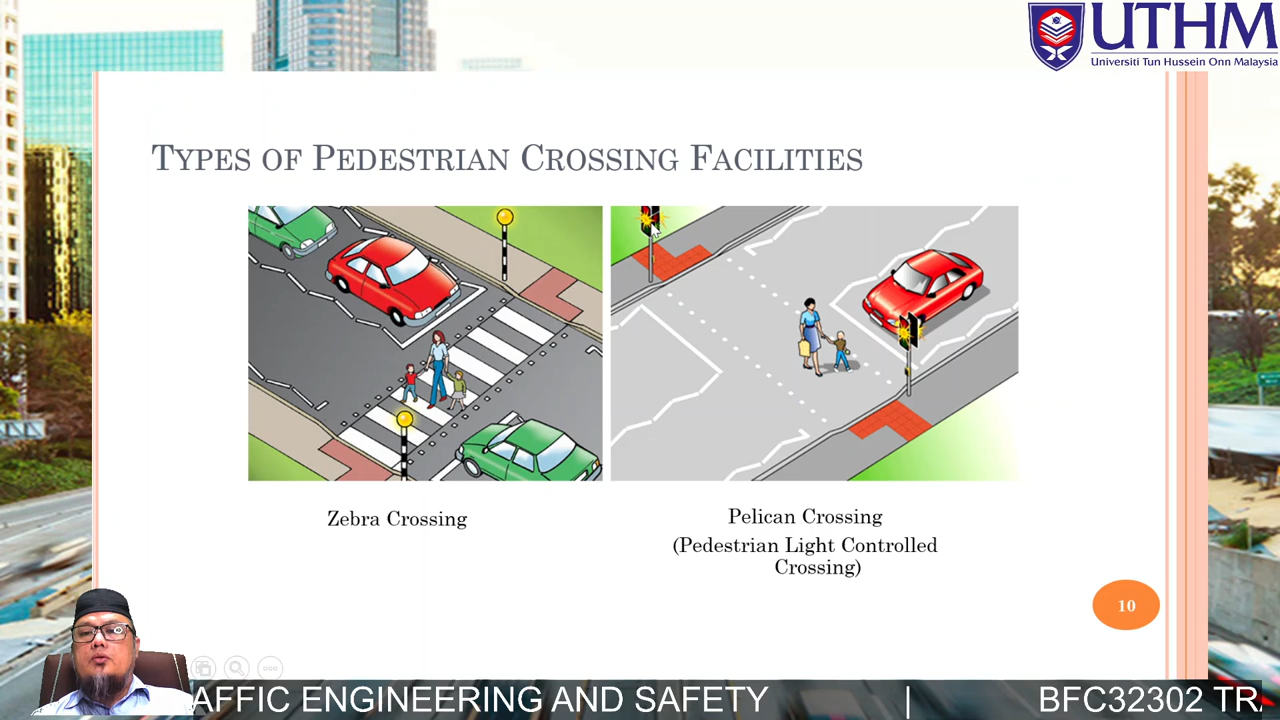 UTHM
Universiti Tun Hussein Onn Malaysia
TYPES OF PEDESTRIAN CROSSING FACILITIES
Zebra Crossing
Pelican Crossing
(Pedestrian Light Controlled
Crossing)
10
AFFIC ENGINEERING AND SAFETY | BFC32302 TRA